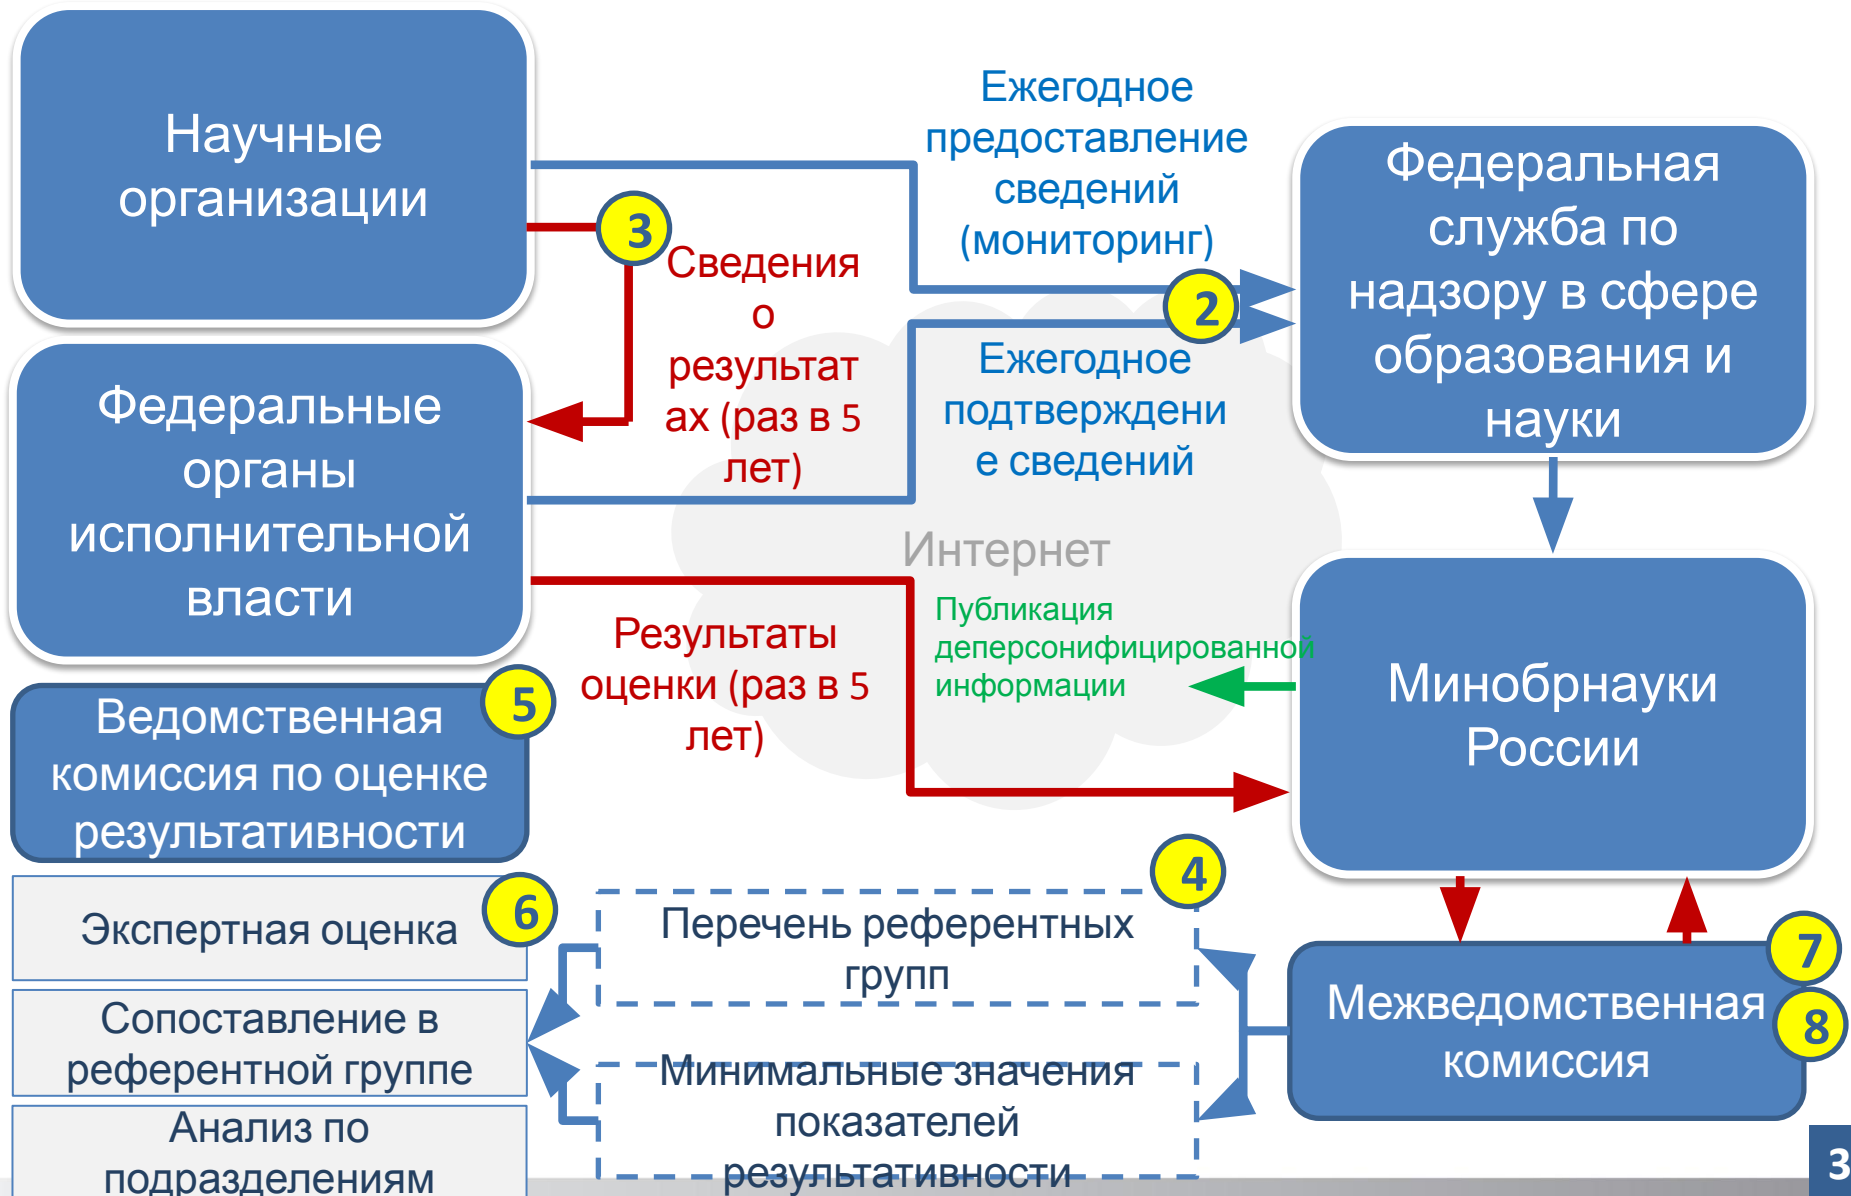 Научные
организации
Ежегодное
предоставление
сведений
(мониторинг)
Федеральная
служба по
надзору в сфере
образования и
науки
3
Сведения
о
результат
ах (раз в 5
лет)
2
Ежегодное
подтверждени
е сведений
Федеральные
органы
исполнительной
власти
Интернет
Публикация
деперсонифицированной
информации
Результаты
оценки (раз в 5
лет)
Минобрнауки
России
5
Ведомственная
комиссия по оценке
результативности
6
Экспертная оценка
Сопоставление в
референтной группе
Анализ по
подразделениям
4
Перечень референтных
групп
Минимальные значения
показателей
результативности
7
8
Межведомственная
комиссия
3